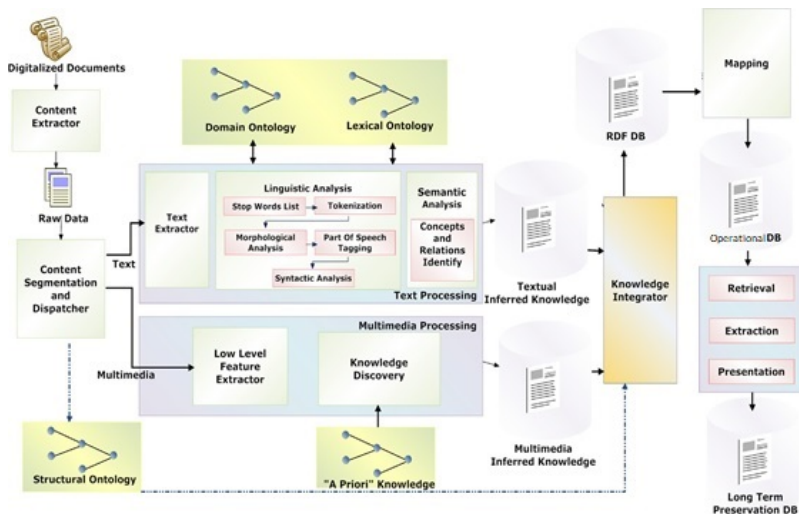 Digitalized Documents
Content
Extractor
Raw Data
Content
Segmentation
and
Dispatcher
Text
Multimedia
Structural Ontology
Domain Ontology
Lexical Ontology
Text
Extractor
Linguistic Analysis
Stop Words List
Tokenization
Morphological
Analysis
Part Of Speech
Tagging
Syntactic Analysis
Semantic
Analysis
Concepts
and
Relations
Identify
Text Processing
Multimedia Processing
Low Level
Feature
Extractor
Knowledge
Discovery
"A Priori" Knowledge
Textual
Inferred Knowledge
Multimedia
Inferred Knowledge
Knowledge
Integrator
RDF DB
Mapping
Operational DB
Retrieval
Extraction
Presentation
Long Term
Preservation DB